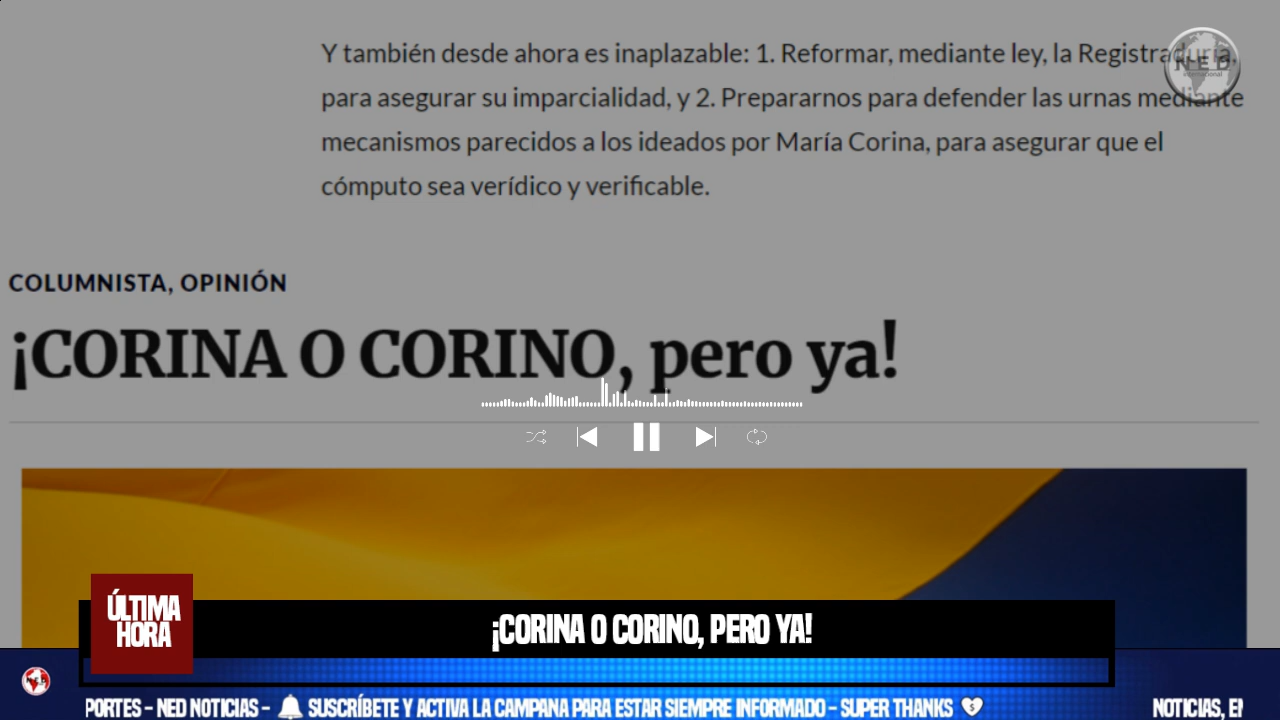 Y también desde ahora es inaplazable: 1. Reformar, mediante ley, la Registraduría,
para asegurar su imparcialidad, y 2. Prepararnos para defender las urnas mediante
mecanismos parecidos a los ideados por María Corina, para asegurar que el
cómputo sea verídico y verificable.
NED
internacional
COLUMNISTA, OPINIÓN
¡CORINA O CORINO, pero ya!
ÚLTIMA
HORA
¡CORINA O CORINO, PERO YA!
PORTES - NED NOTICIAS - SUSCRÍBETE Y ACTIVA LA CAMPANA PARA ESTAR SIEMPRE INFORMADO - SUPER THANKS NOTICIAS, EN